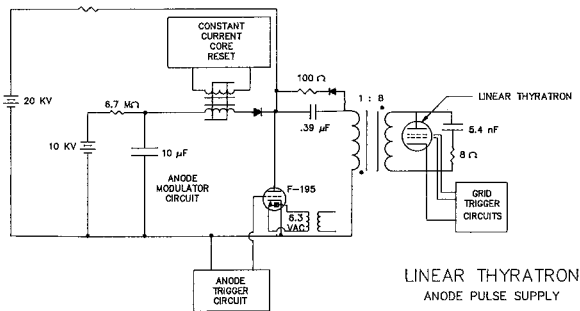 CONSTANT
CURRENT
CORE
RESET
20 KV
6.7 MΩ
100 Ω
1 : 8
LINEAR THYRATRON
.39 μF
5.4 nF
10 KV
10 μF
8 Ω
ANODE
MODULATOR
CIRCUIT
F-195
6.3
VAC
GRID
TRIGGER
CIRCUITS
ANODE
TRIGGER
CIRCUIT
LINEAR THYRATRON
ANODE PULSE SUPPLY